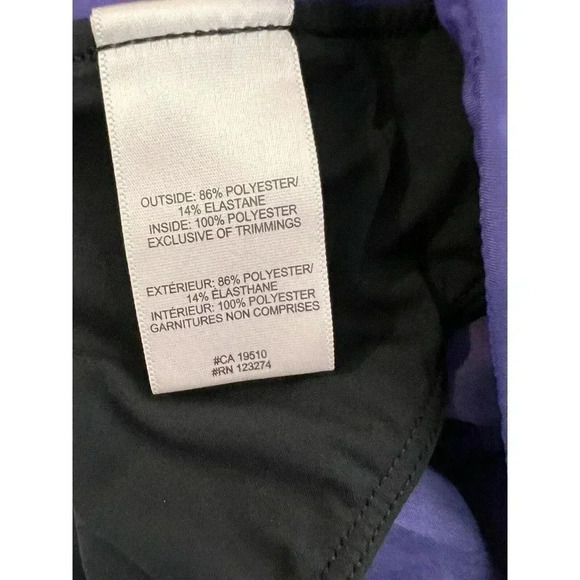 OUTSIDE: 86% POLYESTER/
14% ELASTANE
INSIDE: 100% POLYESTER
EXCLUSIVE OF TRIMMINGS
EXTÉRIEUR: 86% POLYESTER/
14% ÉLASTHANE
INTÉRIEUR: 100% POLYESTER
GARNITURES NON COMPRISES
#CA 19510
#RN 123274